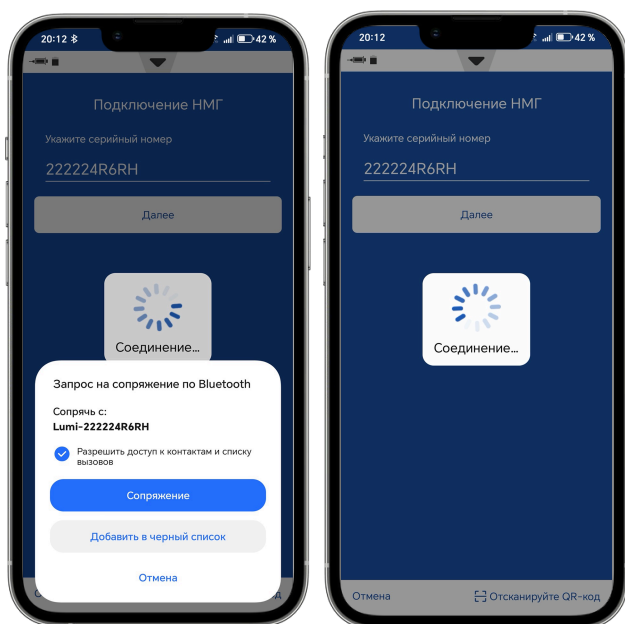 20:12
42 %
Подключение НМГ
Укажите серийный номер
222224R6RH
Далее
Соединение...
Запрос на сопряжение по Bluetooth
Сопрячь с:
Lumi-222224R6RH
Разрешить доступ к контактам и списку
вызовов
Сопряжение
Добавить в черный список
Отмена
20:12
42 %
Подключение НМГ
Укажите серийный номер
222224R6RH
Далее
Соединение...
Отмена
Отсканируйте QR-код